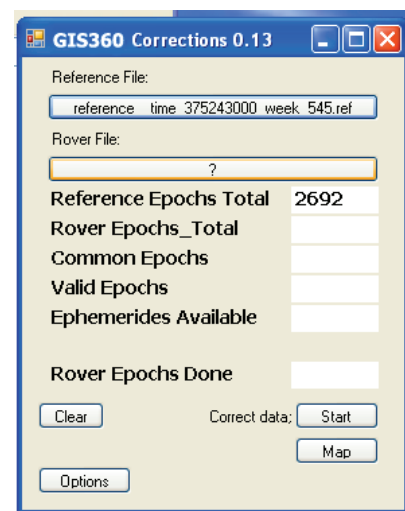 GIS360 Corrections 0.13
Reference File:
reference time 375243000 week 545.ref
Rover File:
?
Reference Epochs Total 2692
Rover Epochs_Total
Common Epochs
Valid Epochs
Ephemerides Available
Rover Epochs Done
Clear Correct data; Start
Map
Options